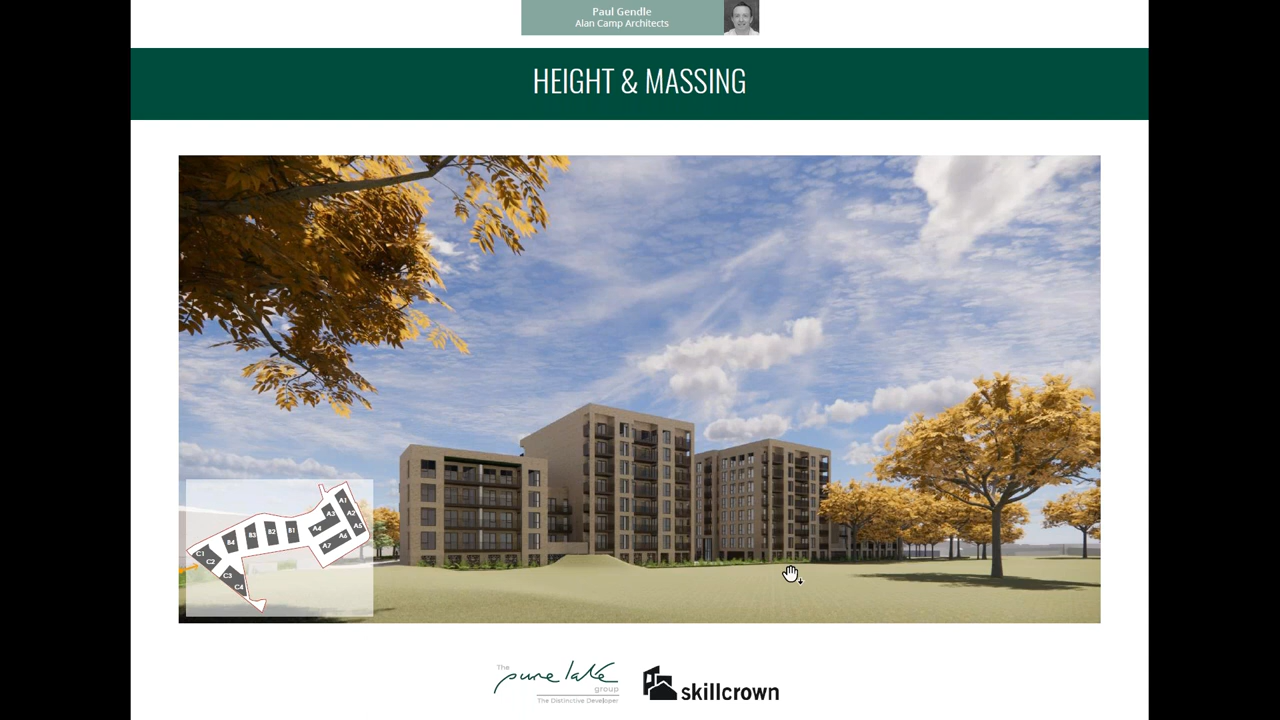 Paul Gendle
Alan Camp Architects
HEIGHT & MASSING
A1
A2
A3
A4
A5
A6
A7
B1
B2
B3
B4
C1
C2
C3
C4
The
pure lake
group
The Distinctive Developer
skillcrown